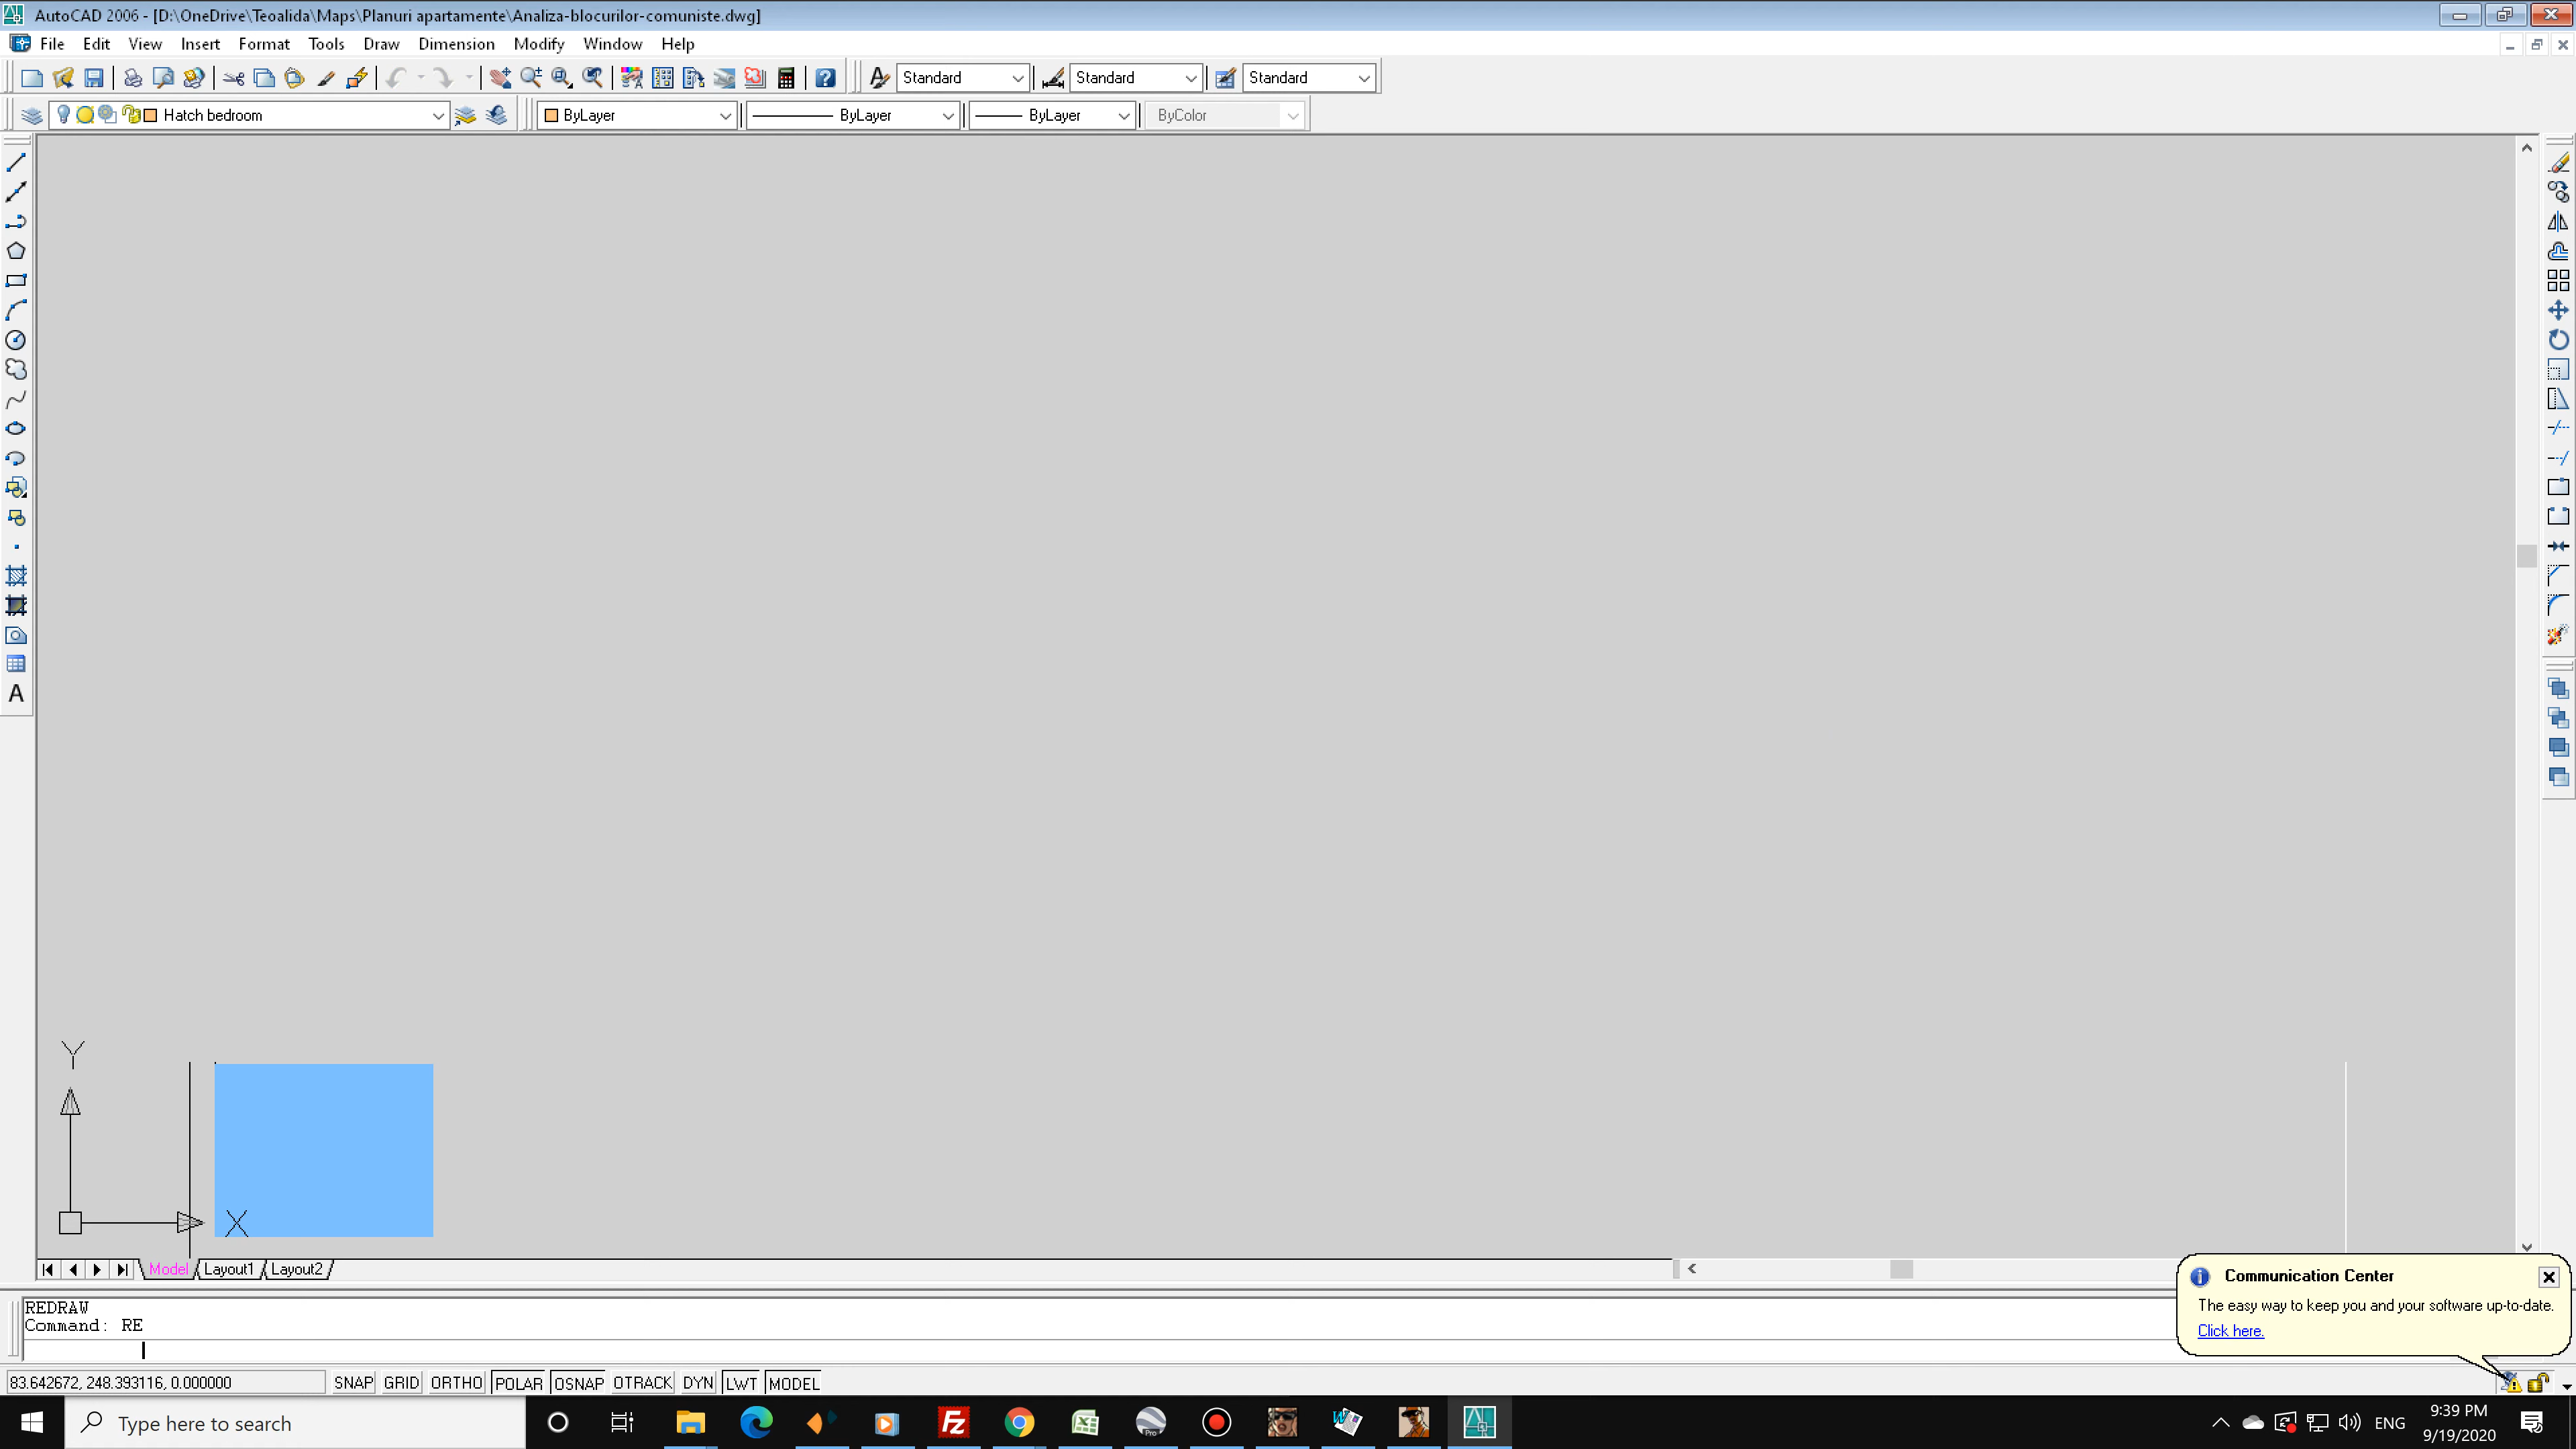 AutoCAD 2006 - [D:\OneDrive\Teoalida\Maps\Planuri apartamente\Analiza-blocurilor-comuniste.dwg]
File Edit View Insert Format Tools Draw Dimension Modify Window Help
Standard Standard Standard
Hatch bedroom ByLayer ByLayer ByLayer ByColor
A
Y
X
Model Layout1 Layout2
REDRAW
Command: RE
Communication Center
The easy way to keep you and your software up-to-date.
Click here.
83.642672, 248.393116, 0.000000 SNAP GRID ORTHO POLAR OSNAP OTRACK DYN LWT MODEL
Type here to search
Fz
Pro
ENG
9:39 PM
9/19/2020